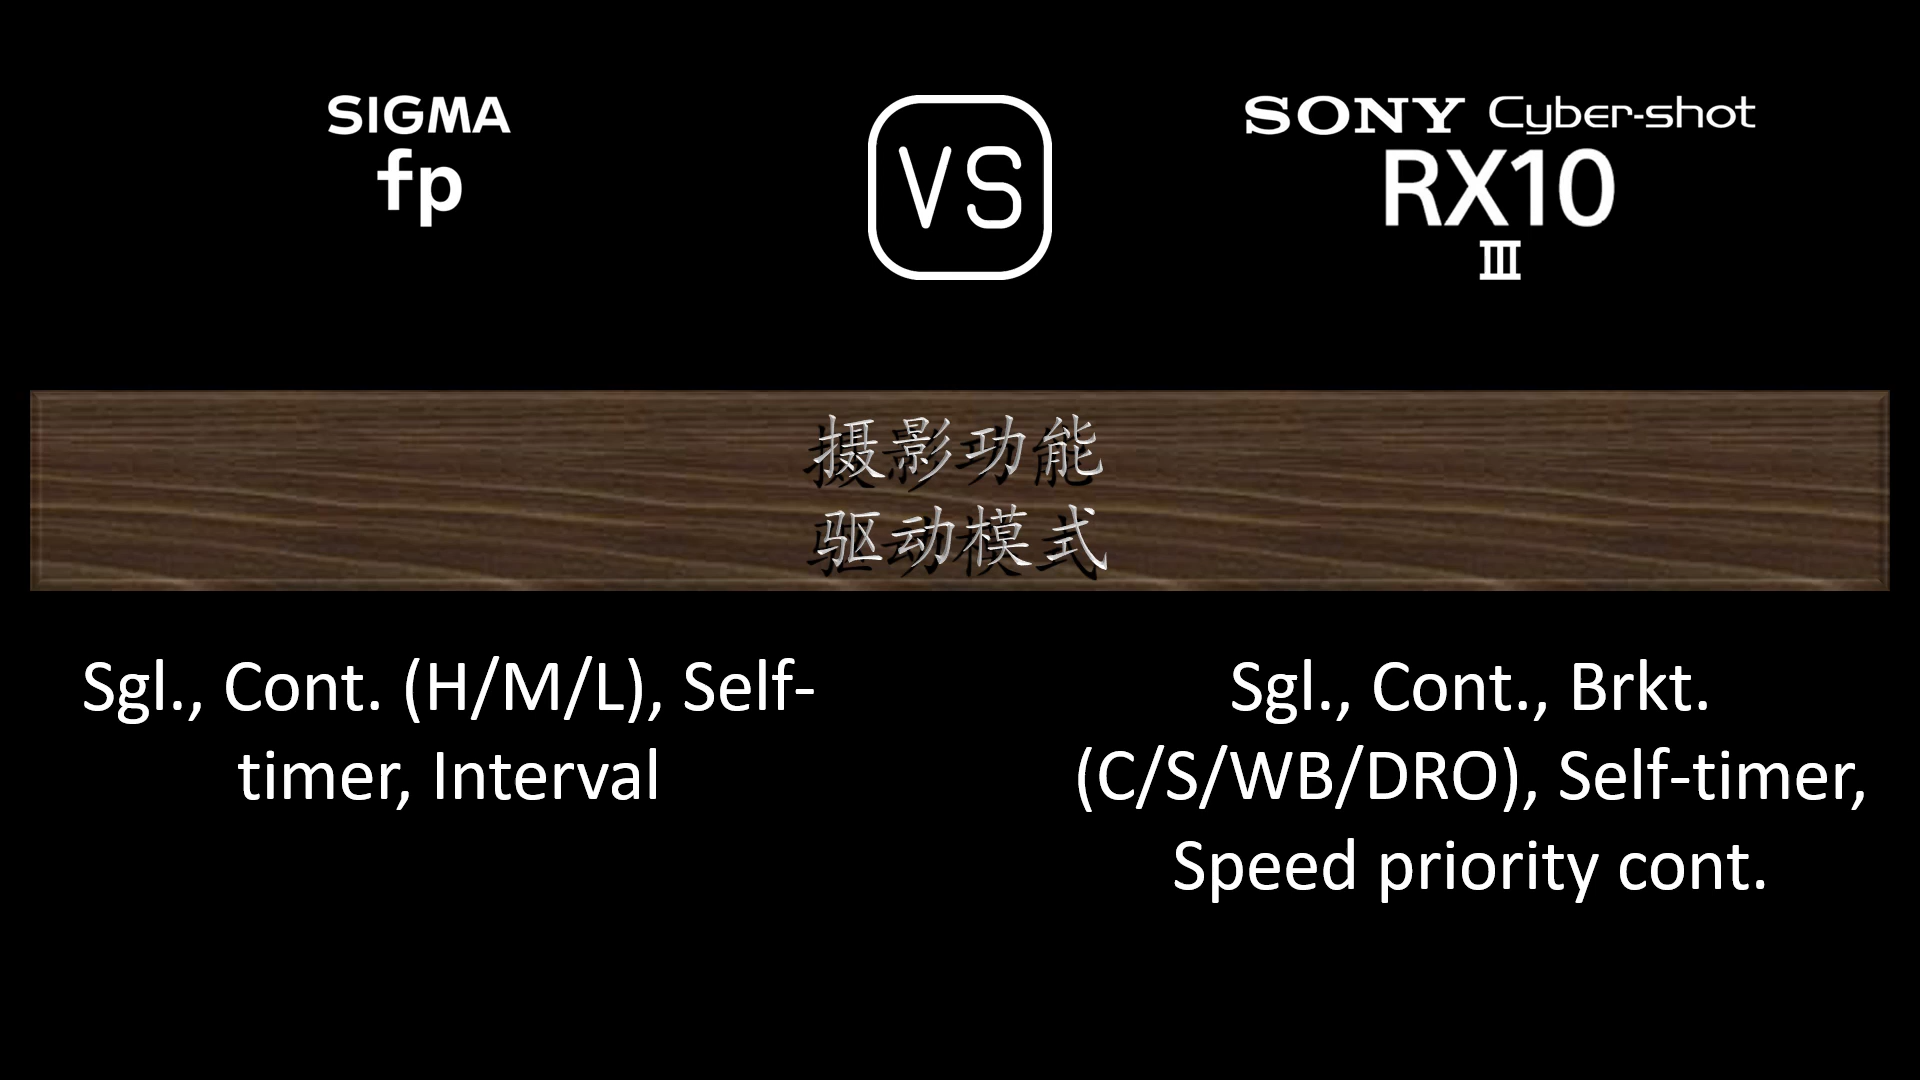 SIGMA
fp
VS
SONY Cyber-shot
RX10
III
摄影功能
驱动模式
Sgl., Cont. (H/M/L), Self-
timer, Interval
Sgl., Cont., Brkt.
(C/S/WB/DRO), Self-timer,
Speed priority cont.